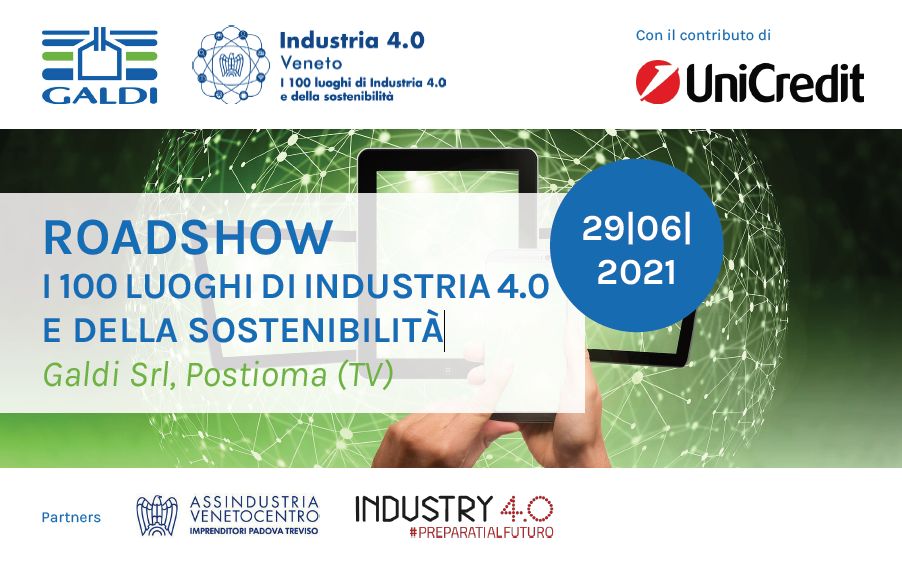 GALDI
Industria 4.0
Veneto
I 100 luoghi di Industria 4.0
e della sostenibilità
Con il contributo di
UniCredit
ROADSHOW
I 100 LUOGHI DI INDUSTRIA 4.0
E DELLA SOSTENIBILITÀ
Galdi Srl, Postioma (TV)
29|06|
2021
Partners
ASSINDUSTRIA
VENETOCENTRO
IMPRENDITORI PADOVA TREVISO
INDUSTRY 4.0
#PREPARATIALFUTURO